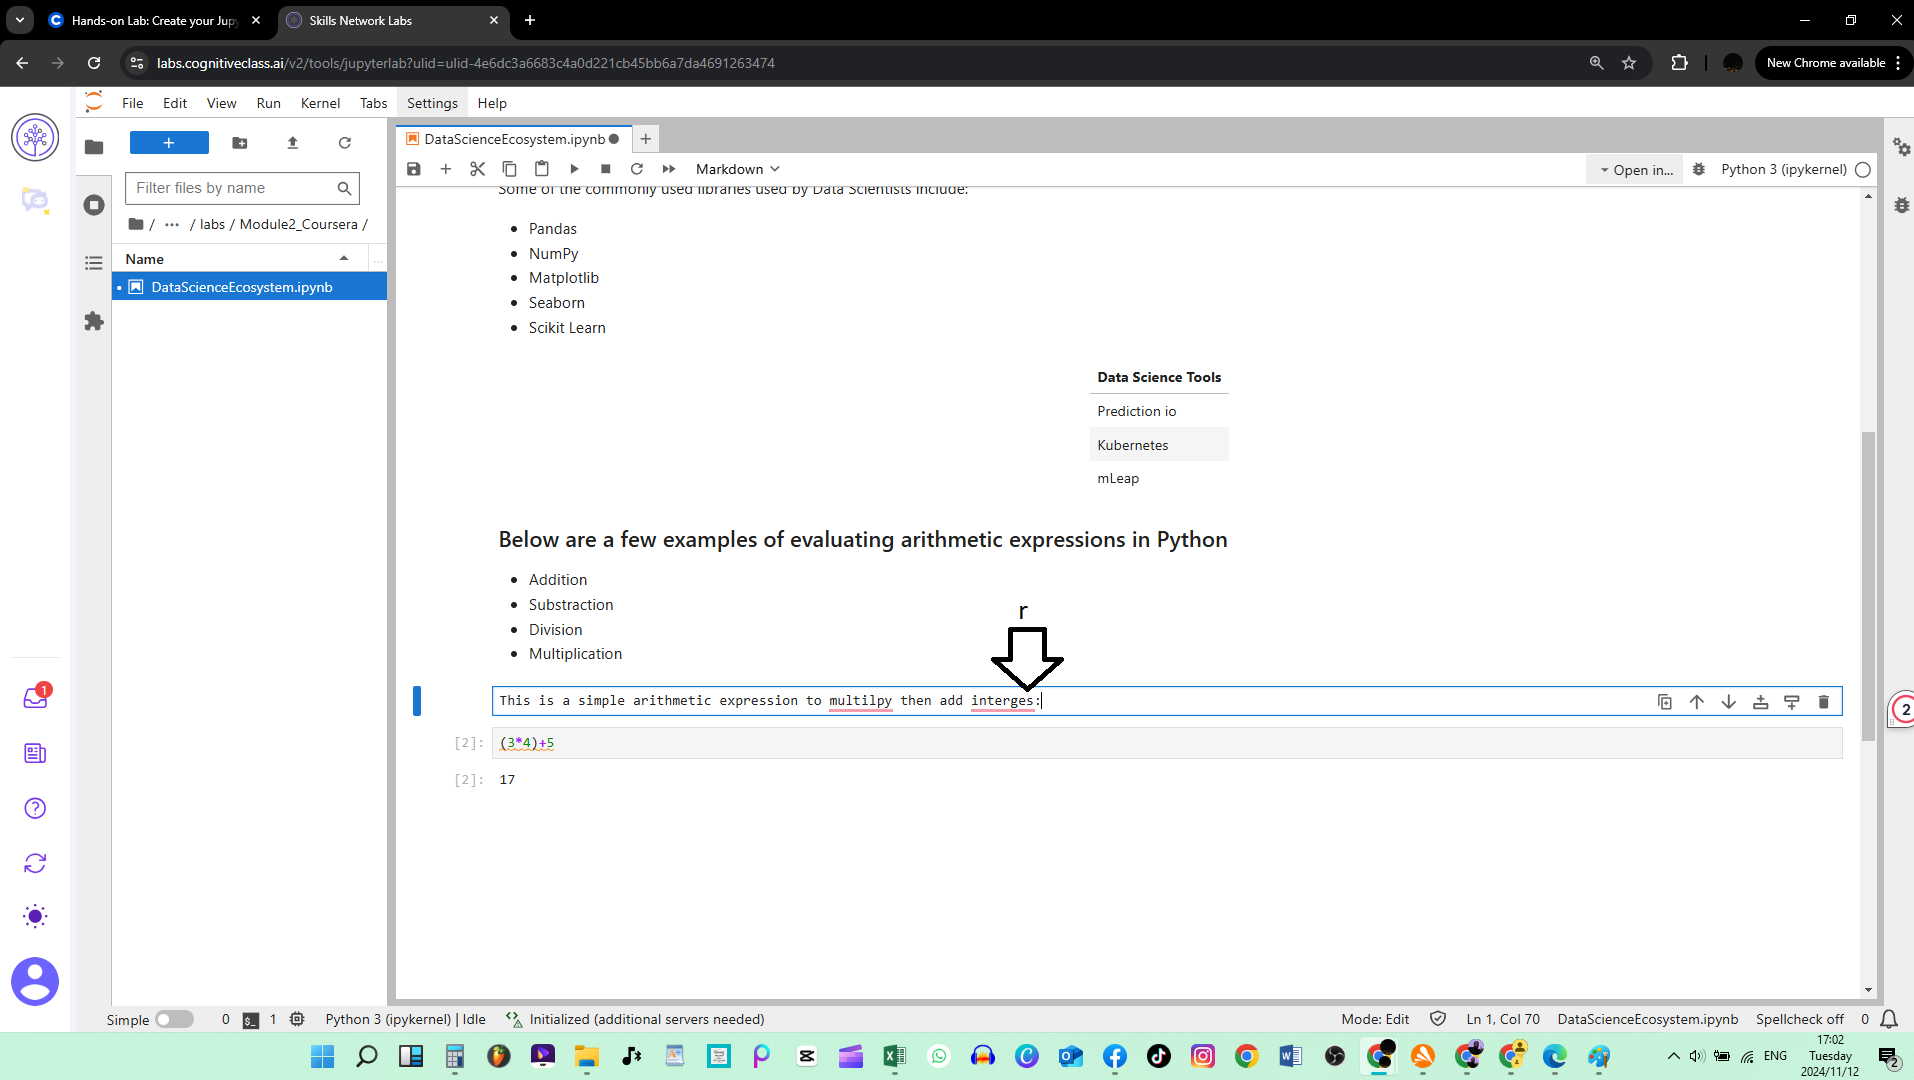 Hands-on Lab: Create your Jup
Skills Network Labs
labs.cognitiveclass.ai/v2/tools/jupyterlab?ulid=ulid-4e6dc3a6683c4a0d221cb45bb6a7da4691263474
New Chrome available
File Edit View Run Kernel Tabs Settings Help
DataScienceEcosystem.ipynb
Markdown
Open in...
Python 3 (ipykernel)
Filter files by name
/ ··· / labs / Module2_Coursera /
Name
...
DataScienceEcosystem.ipynb
Some of the commonly used libraries used by Data Scientists include:
• Pandas
• NumPy
• Matplotlib
• Seaborn
• Scikit Learn
Data Science Tools
Prediction io
Kubernetes
mLeap
Below are a few examples of evaluating arithmetic expressions in Python
• Addition
• Substraction
• Division
• Multiplication
r
This is a simple arithmetic expression to multilpy then add interges:
[2]: (3*4)+5
[2]: 17
1
2
Simple 0 $_ 1 Python 3 (ipykernel) | Idle Initialized (additional servers needed) Mode: Edit Ln 1, Col 70 DataScienceEcosystem.ipynb Spellcheck off 0
ENG
17:02
Tuesday
2024/11/12
2